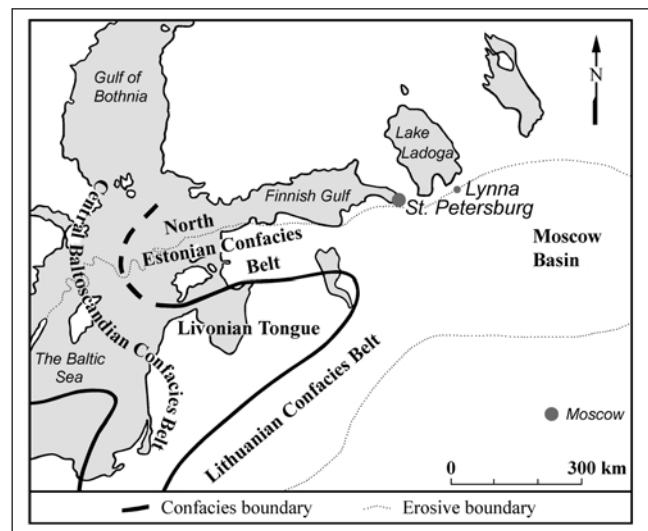 Gulf of
Bothnia
N
Lake
Ladoga
Lynna
Finnish Gulf
St. Petersburg
North
Estonian Confacies
Belt
Moscow
Basin
Central Baltoscandian Confacies Belt
Livonian Tongue
The Baltic
Sea
Lithuanian Confacies Belt
Moscow
0 300 km
Confacies boundary Erosive boundary